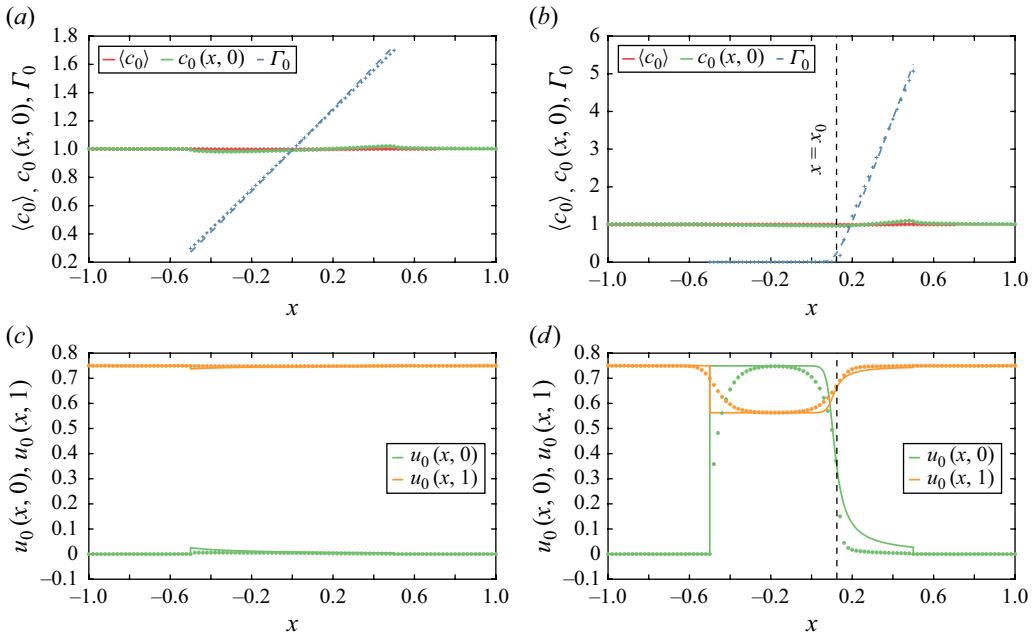 (a)
1.8
1.6
1.4
1.2
1.0
0.8
0.6
0.4
0.2
⟨c0⟩ c0 (x, 0) Γ0
⟨c0⟩, c0 (x, 0), Γ0
–1.0 –0.6 –0.2 0.2 0.6 1.0
x
(b)
6
5
4
3
2
1
0
⟨c0⟩ c0 (x, 0) Γ0
x = x0
⟨c0⟩, c0 (x, 0), Γ0
–1.0 –0.6 –0.2 0.2 0.6 1.0
x
(c)
0.8
0.7
0.6
0.5
0.4
0.3
0.2
0.1
0
–0.1
u0 (x, 0)
u0 (x, 1)
u0 (x, 0), u0 (x, 1)
–1.0 –0.6 –0.2 0.2 0.6 1.0
x
(d)
0.8
0.7
0.6
0.5
0.4
0.3
0.2
0.1
0
–0.1
u0 (x, 0)
u0 (x, 1)
u0 (x, 0), u0 (x, 1)
–1.0 –0.6 –0.2 0.2 0.6 1.0
x